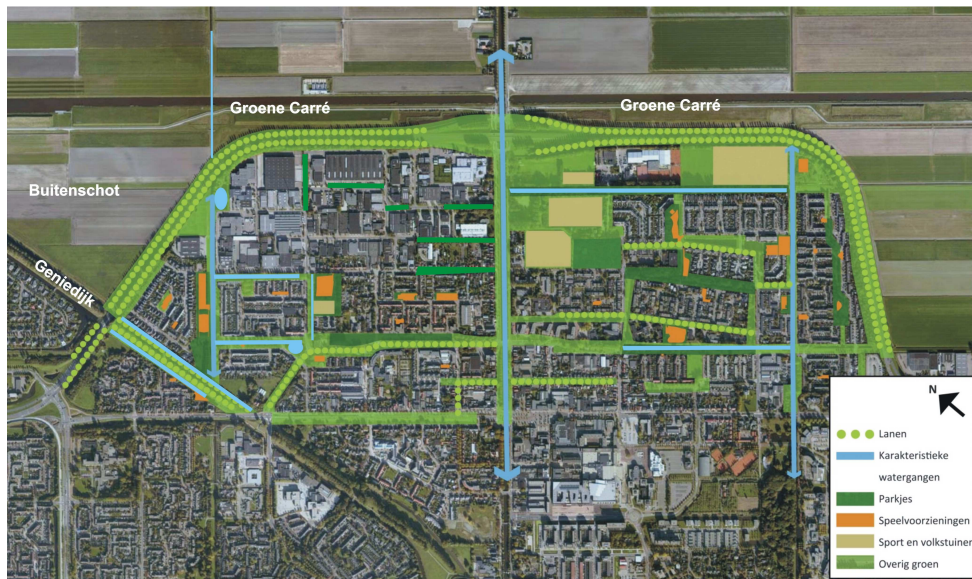 Groene Carré
Groene Carré
Buitenschot
Geniedijk
N
Lanen
Karakteristieke
watergangen
Parkjes
Speelvoorzieningen
Sport en volkstuinen
Overig groen